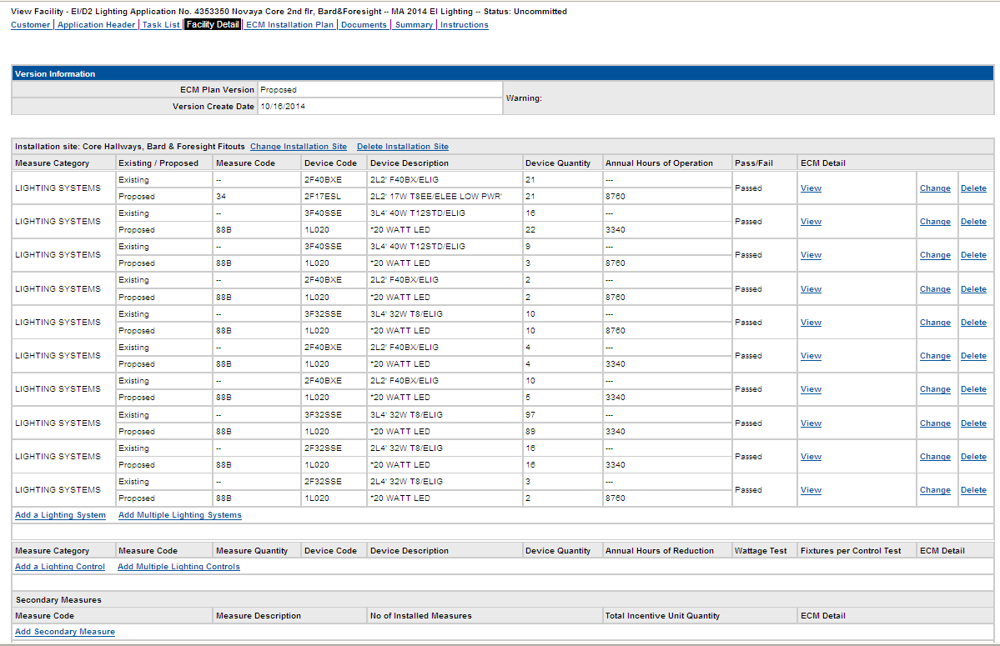 View Facility - EI/D2 Lighting Application No. 4353350 Novaya Core 2nd flr, Bard&Foresight -- MA 2014 EI Lighting -- Status: Uncommitted
Customer | Application Header | Task List | Facility Detail | ECM Installation Plan | Documents | Summary | Instructions
Version Information
ECM Plan Version Proposed
Warning:
Version Create Date 10/16/2014
Installation site: Core Hallways, Bard & Foresight Fitouts Change Installation Site Delete Installation Site
Measure Category Existing / Proposed Measure Code Device Code Device Description Device Quantity Annual Hours of Operation Pass/Fail ECM Detail
Existing -- 2F40BXE 2L2' F40BX/ELIG 21 ---
LIGHTING SYSTEMS Passed View Change Delete
Proposed 34 2F17ESL 2L2' 17W T8EE/ELEE LOW PWR' 21 8760
Existing -- 3F40SSE 3L4' 40W T12STD/ELIG 16 ---
LIGHTING SYSTEMS Passed View Change Delete
Proposed 88B 1L020 *20 WATT LED 22 3340
Existing -- 3F40SSE 3L4' 40W T12STD/ELIG 9 ---
LIGHTING SYSTEMS Passed View Change Delete
Proposed 88B 1L020 *20 WATT LED 3 8760
Existing -- 2F40BXE 2L2' F40BX/ELIG 2 ---
LIGHTING SYSTEMS Passed View Change Delete
Proposed 88B 1L020 *20 WATT LED 2 8760
Existing -- 3F32SSE 3L4' 32W T8/ELIG 10 ---
LIGHTING SYSTEMS Passed View Change Delete
Proposed 88B 1L020 *20 WATT LED 10 8760
Existing -- 2F40BXE 2L2' F40BX/ELIG 4 ---
LIGHTING SYSTEMS Passed View Change Delete
Proposed 88B 1L020 *20 WATT LED 4 3340
Existing -- 2F40BXE 2L2' F40BX/ELIG 10 ---
LIGHTING SYSTEMS Passed View Change Delete
Proposed 88B 1L020 *20 WATT LED 5 3340
Existing -- 3F32SSE 3L4' 32W T8/ELIG 97 ---
LIGHTING SYSTEMS Passed View Change Delete
Proposed 88B 1L020 *20 WATT LED 89 3340
Existing -- 2F32SSE 2L4' 32W T8/ELIG 16 ---
LIGHTING SYSTEMS Passed View Change Delete
Proposed 88B 1L020 *20 WATT LED 16 3340
Existing -- 2F32SSE 2L4' 32W T8/ELIG 3 ---
LIGHTING SYSTEMS Passed View Change Delete
Proposed 88B 1L020 *20 WATT LED 2 8760
Add a Lighting System Add Multiple Lighting Systems
Measure Category Measure Code Measure Quantity Device Code Device Description Device Quantity Annual Hours of Reduction Wattage Test Fixtures per Control Test ECM Detail
Add a Lighting Control Add Multiple Lighting Controls
Secondary Measures
Measure Code Measure Description No of Installed Measures Total Incentive Unit Quantity ECM Detail
Add Secondary Measure